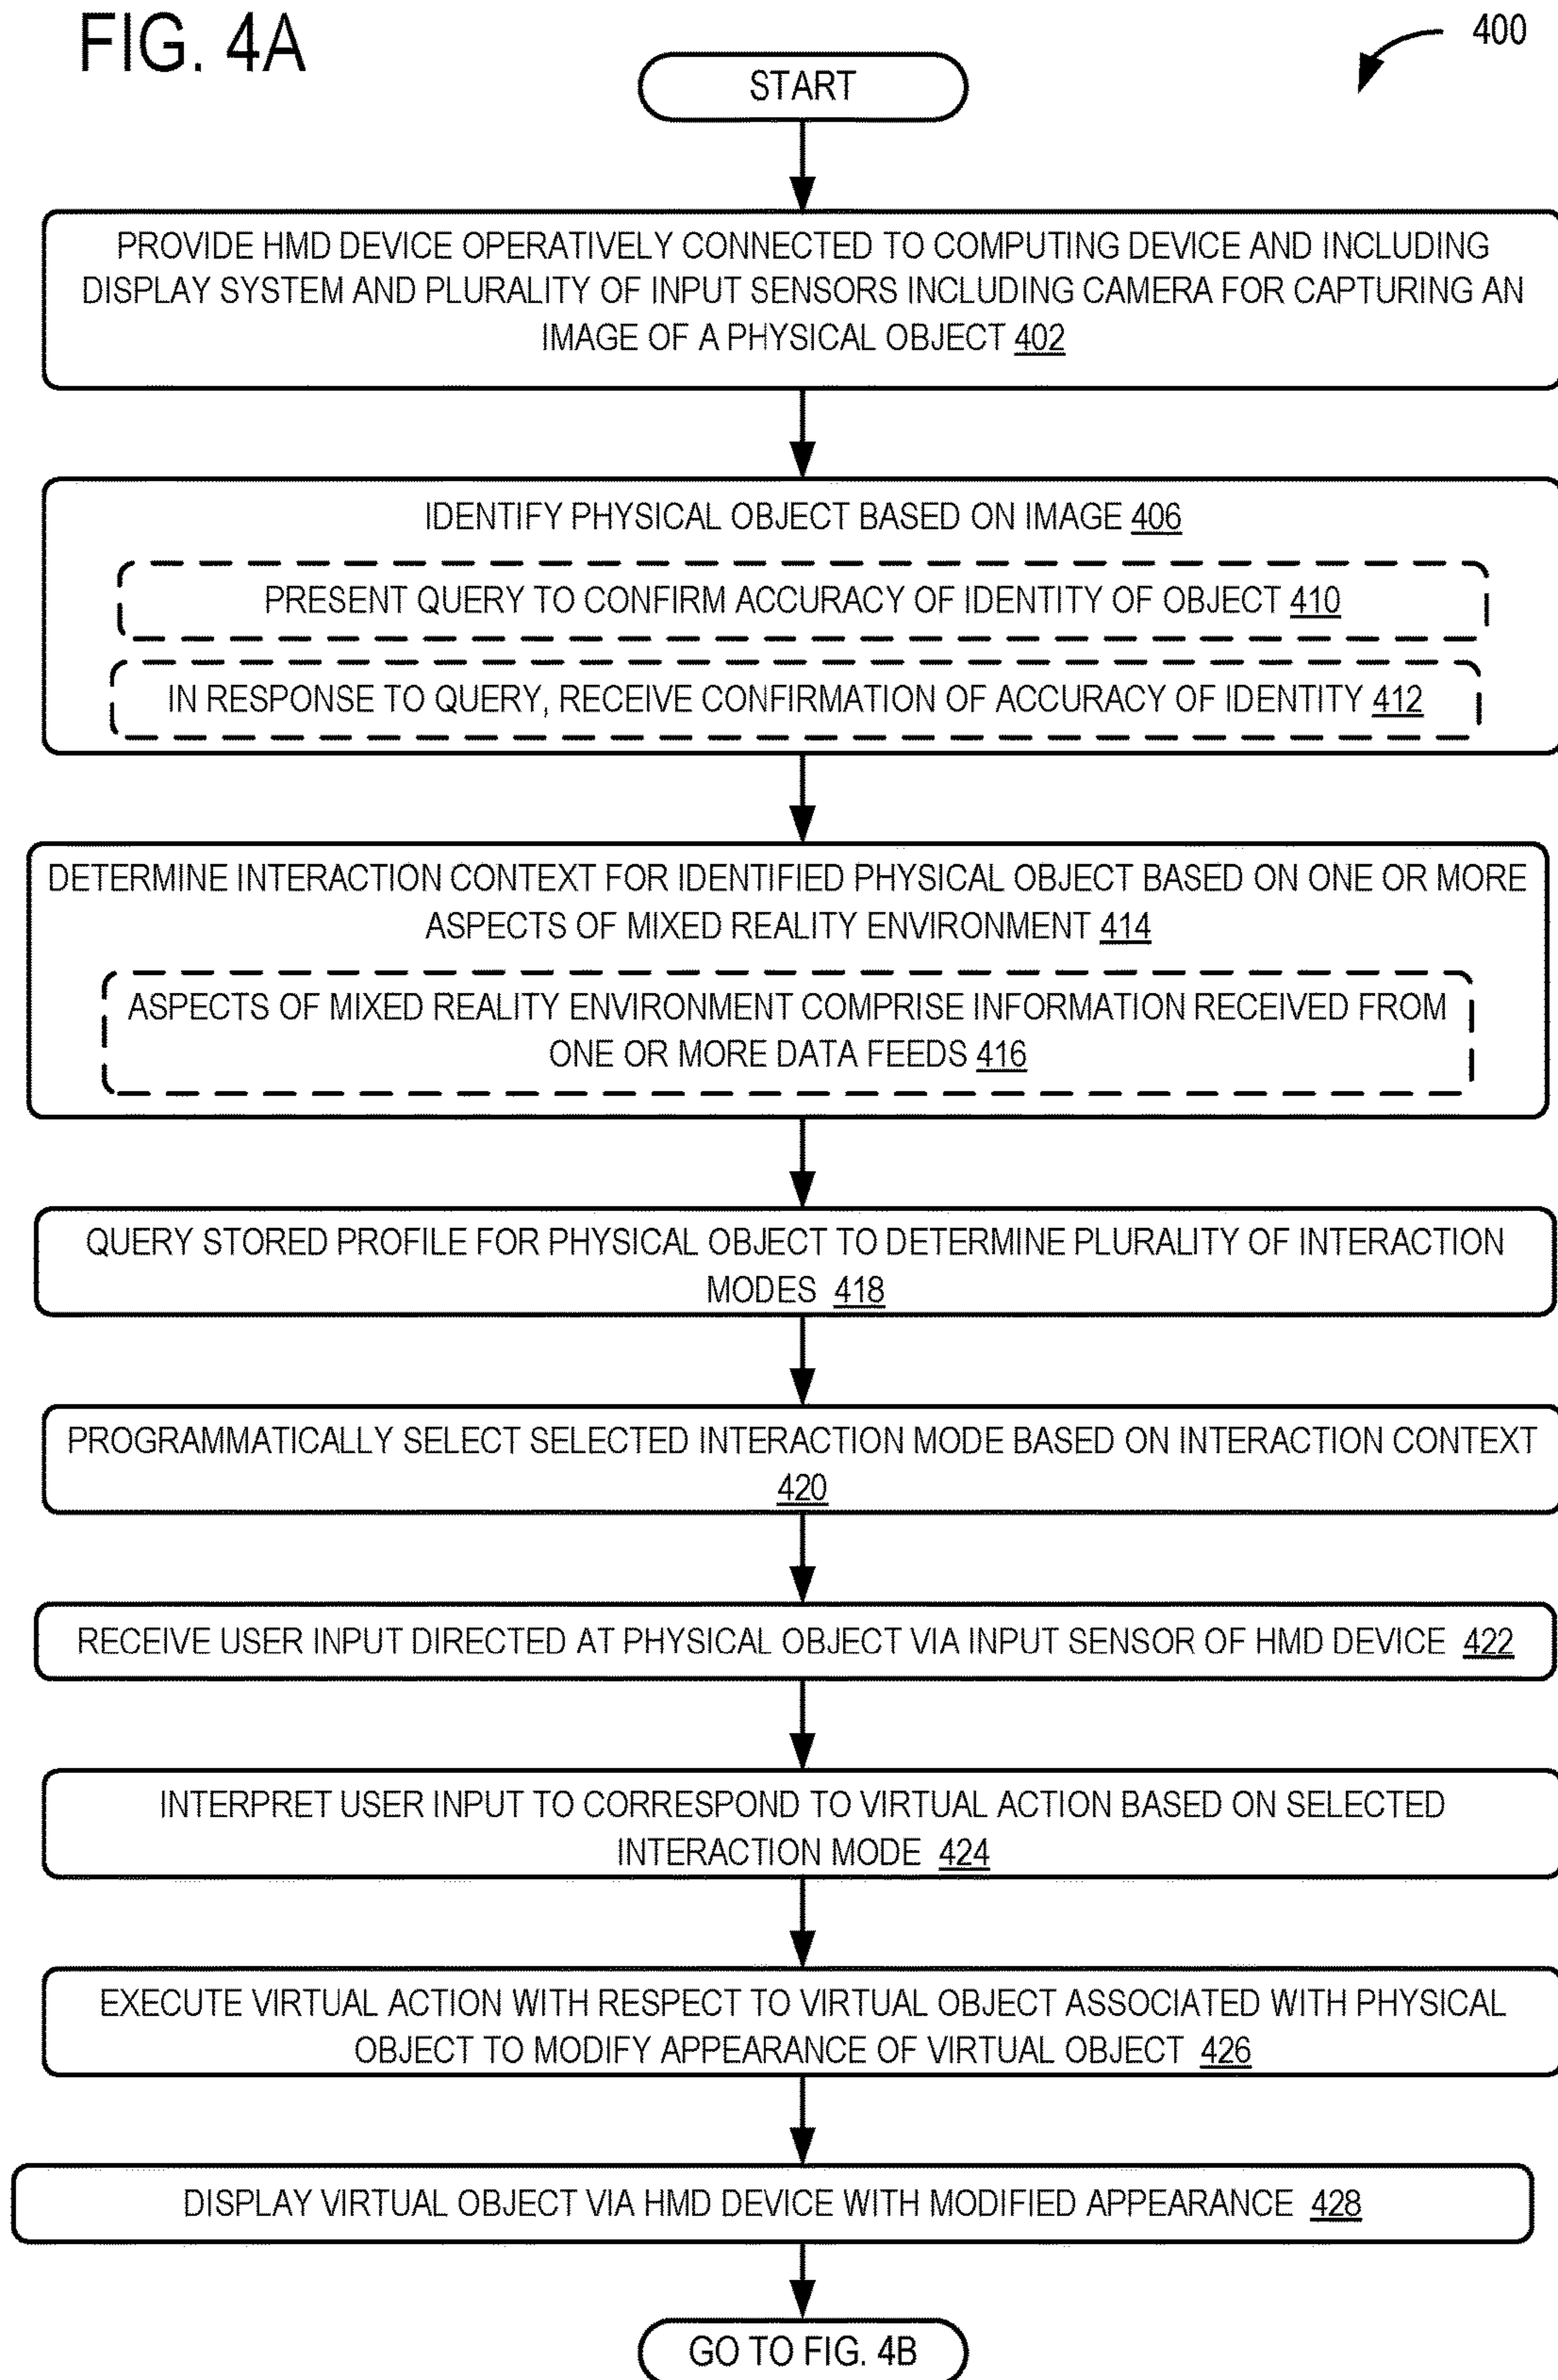 FIG. 4A
400
START
PROVIDE HMD DEVICE OPERATIVELY CONNECTED TO COMPUTING DEVICE AND INCLUDING
DISPLAY SYSTEM AND PLURALITY OF INPUT SENSORS INCLUDING CAMERA FOR CAPTURING AN
IMAGE OF A PHYSICAL OBJECT 402
IDENTIFY PHYSICAL OBJECT BASED ON IMAGE 406
PRESENT QUERY TO CONFIRM ACCURACY OF IDENTITY OF OBJECT 410
IN RESPONSE TO QUERY, RECEIVE CONFIRMATION OF ACCURACY OF IDENTITY 412
DETERMINE INTERACTION CONTEXT FOR IDENTIFIED PHYSICAL OBJECT BASED ON ONE OR MORE
ASPECTS OF MIXED REALITY ENVIRONMENT 414
ASPECTS OF MIXED REALITY ENVIRONMENT COMPRISE INFORMATION RECEIVED FROM
ONE OR MORE DATA FEEDS 416
QUERY STORED PROFILE FOR PHYSICAL OBJECT TO DETERMINE PLURALITY OF INTERACTION
MODES 418
PROGRAMMATICALLY SELECT SELECTED INTERACTION MODE BASED ON INTERACTION CONTEXT
420
RECEIVE USER INPUT DIRECTED AT PHYSICAL OBJECT VIA INPUT SENSOR OF HMD DEVICE 422
INTERPRET USER INPUT TO CORRESPOND TO VIRTUAL ACTION BASED ON SELECTED
INTERACTION MODE 424
EXECUTE VIRTUAL ACTION WITH RESPECT TO VIRTUAL OBJECT ASSOCIATED WITH PHYSICAL
OBJECT TO MODIFY APPEARANCE OF VIRTUAL OBJECT 426
DISPLAY VIRTUAL OBJECT VIA HMD DEVICE WITH MODIFIED APPEARANCE 428
GO TO FIG. 4B